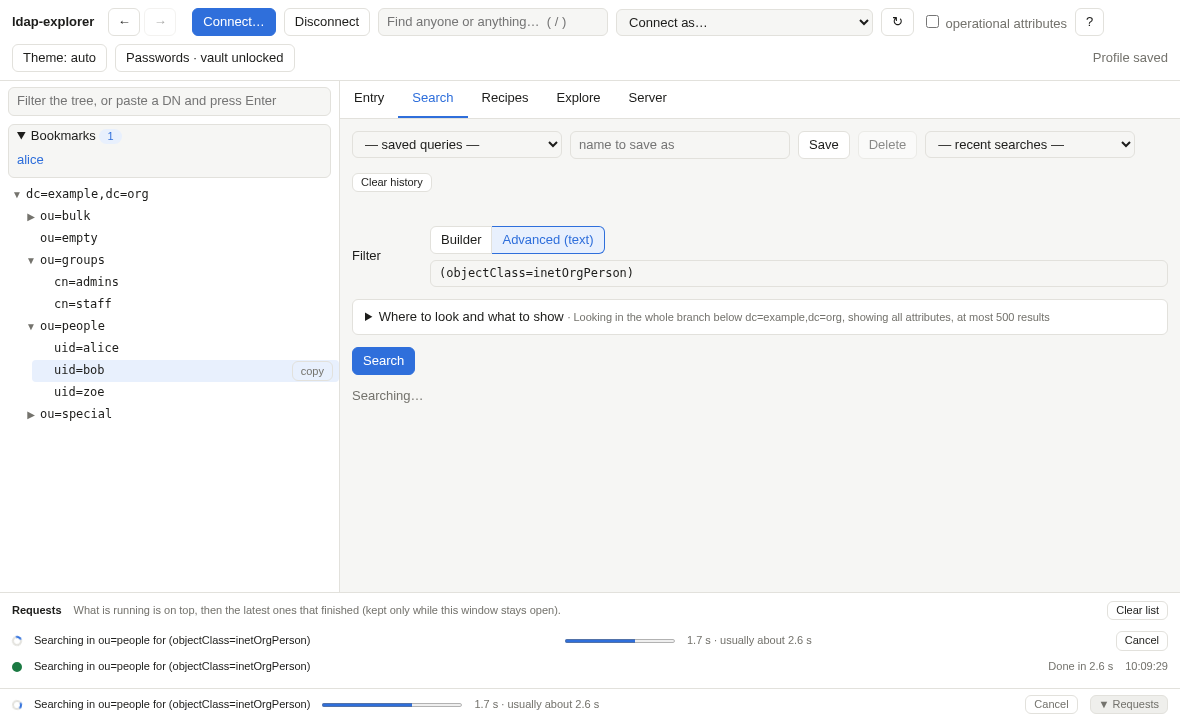 ldap-explorer ← → Connect… Disconnect Find anyone or anything… ( / ) Connect as… ↻ operational attributes ?
Theme: auto Passwords · vault unlocked Profile saved
Filter the tree, or paste a DN and press Enter
▼ Bookmarks 1
alice
▼ dc=example,dc=org
▶ ou=bulk
ou=empty
▼ ou=groups
cn=admins
cn=staff
▼ ou=people
uid=alice
uid=bob copy
uid=zoe
▶ ou=special
Entry Search Recipes Explore Server
— saved queries — name to save as Save Delete — recent searches —
Clear history
Builder Advanced (text)
Filter
(objectClass=inetOrgPerson)
▶ Where to look and what to show · Looking in the whole branch below dc=example,dc=org, showing all attributes, at most 500 results
Search
Searching…
Requests What is running is on top, then the latest ones that finished (kept only while this window stays open). Clear list
Searching in ou=people for (objectClass=inetOrgPerson) 1.7 s · usually about 2.6 s Cancel
Searching in ou=people for (objectClass=inetOrgPerson) Done in 2.6 s 10:09:29
Searching in ou=people for (objectClass=inetOrgPerson) 1.7 s · usually about 2.6 s Cancel ▼ Requests